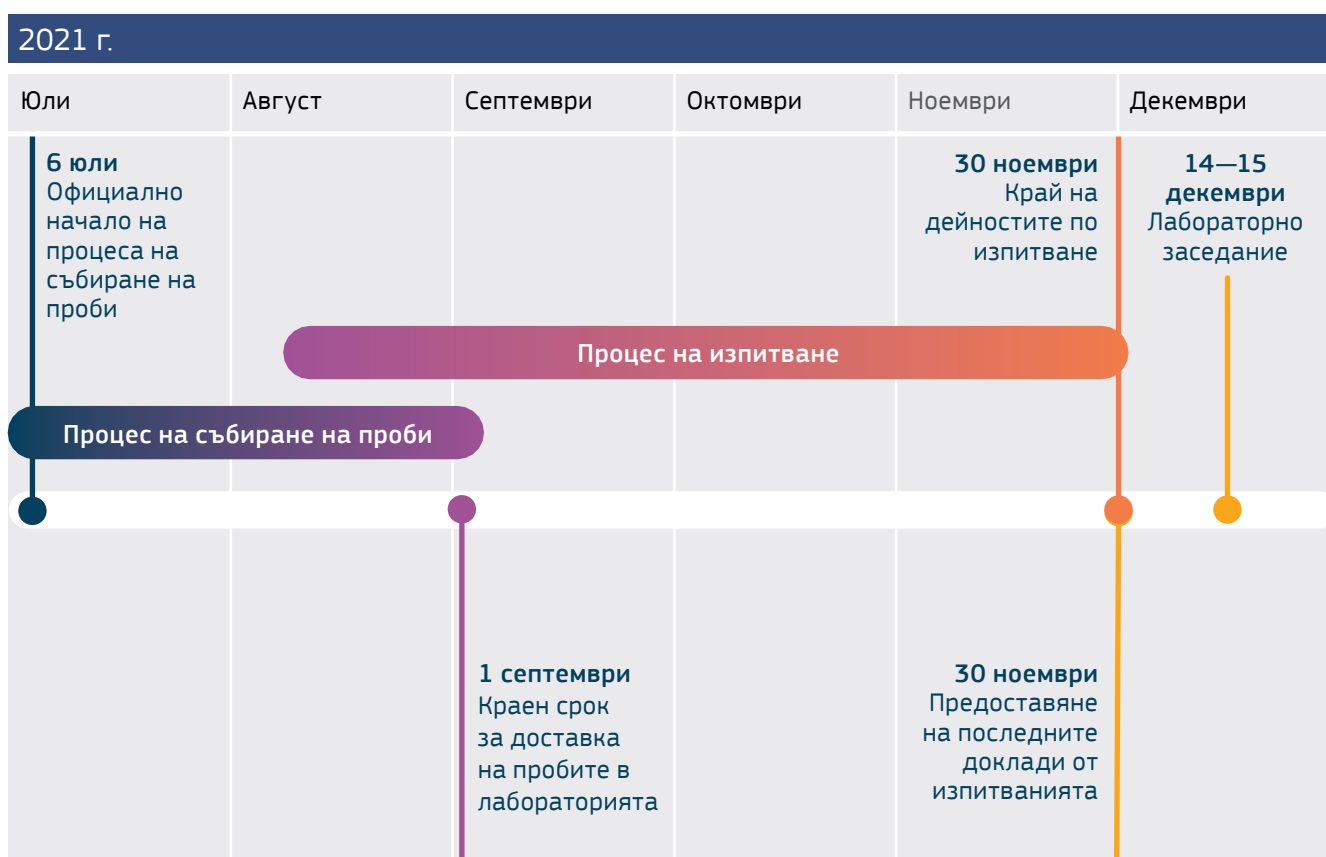 2021 г.
Юли
Август
Септември
Октомври
Ноември
Декември
6 юли
Официално
начало на
процеса на
събиране на
проби
30 ноември
Край на
дейностите по
изпитване
14—15
декември
Лабораторно
заседание
Процес на изпитване
Процес на събиране на проби
1 септември
Краен срок
за доставка
на пробите в
лабораторията
30 ноември
Предоставяне
на последните
доклади от
изпитванията